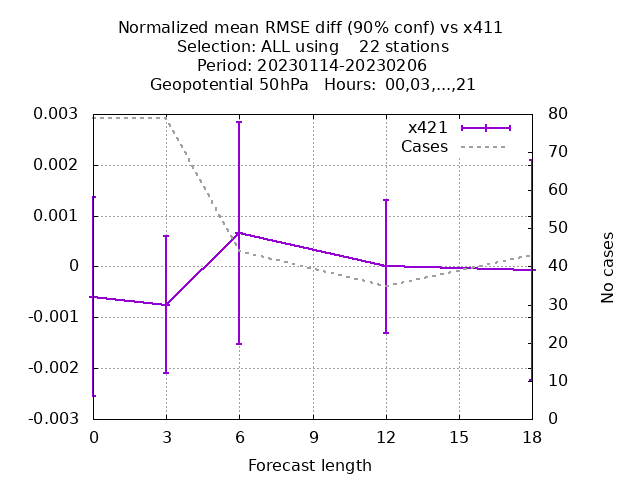 Normalized mean RMSE diff (90% conf) vs x411
Selection: ALL using    22 stations
Period: 20230114-20230206
Geopotential 50hPa   Hours:  00,03,...,21
x421
Cases
0.003
0.002
0.001
0
-0.001
-0.002
-0.003
80
70
60
50
40
30
20
10
0
No cases
0 3 6 9 12 15 18
Forecast length